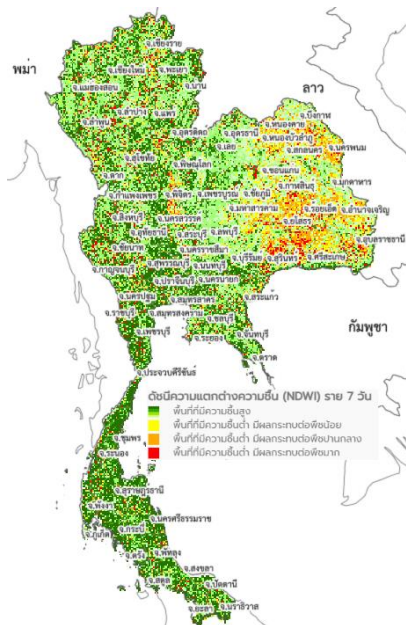 พม่า
ลาว
กัมพูชา
จ.เชียงราย
จ.เชียงใหม่
จ.พะเยา
จ.น่าน
จ.แม่ฮ่องสอน
จ.ลำปาง
จ.แพร่
จ.ลำพูน
จ.อุตรดิตถ์
จ.สุโขทัย
จ.พิษณุโลก
จ.ตาก
จ.เลย
จ.อุดรธานี
จ.หนองคาย
จ.บึงกาฬ
จ.หนองบัวลำภู
จ.สกลนคร
จ.นครพนม
จ.ขอนแก่น
จ.มุกดาหาร
จ.กาฬสินธุ์
จ.กำแพงเพชร
จ.พิจิตร
จ.เพชรบูรณ์
จ.ชัยภูมิ
จ.มหาสารคาม
จ.ร้อยเอ็ด
จ.อำนาจเจริญ
จ.ยโสธร
จ.สิงห์บุรี
จ.นครสวรรค์
จ.อุทัยธานี
จ.สระบุรี
จ.ลพบุรี
จ.อุบลราชธานี
จ.ชัยนาท
จ.นครราชสีมา
จ.บุรีรัมย์
จ.สุรินทร์
จ.ศรีสะเกษ
จ.กาญจนบุรี
จ.สุพรรณบุรี
จ.นนทบุรี
จ.ปราจีนบุรี
จ.นครนายก
จ.นครปฐม
จ.สมุทรสาคร
จ.สระแก้ว
จ.ราชบุรี
จ.สมุทรสงคราม
จ.ชลบุรี
จ.เพชรบุรี
จ.ระยอง
จ.จันทบุรี
จ.ตราด
จ.ประจวบคีรีขันธ์
ดัชนีความแตกต่างความชื้น (NDWI) ราย 7 วัน
พื้นที่ที่มีความชื้นสูง
พื้นที่ที่มีความชื้นต่ำ มีผลกระทบต่อพืชน้อย
พื้นที่ที่มีความชื้นต่ำ มีผลกระทบต่อพืชปานกลาง
พื้นที่ที่มีความชื้นต่ำ มีผลกระทบต่อพืชมาก
จ.ชุมพร
จ.ระนอง
จ.สุราษฎร์ธานี
จ.พังงา
จ.นครศรีธรรมราช
จ.ภูเก็ต
จ.กระบี่
จ.ตรัง
จ.พัทลุง
จ.สงขลา
จ.สตูล
จ.ปัตตานี
จ.ยะลา
จ.นราธิวาส